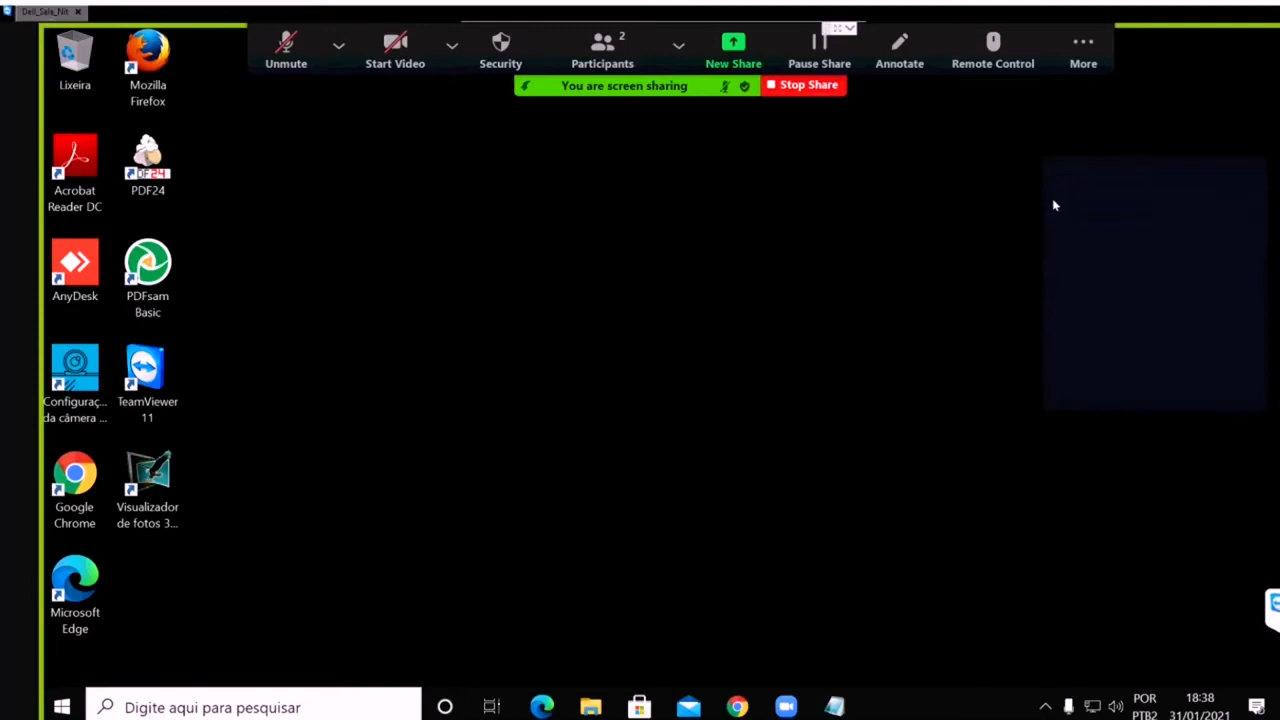 Dell_Sala_Nit
Unmute
Start Video
Security
Participants
2
New Share
Pause Share
Annotate
Remote Control
More
You are screen sharing
Stop Share
Lixeira
Mozilla
Firefox
Acrobat
Reader DC
PDF24
AnyDesk
PDFsam
Basic
Configuraç...
da câmera ...
TeamViewer
11
Google
Chrome
Visualizador
de fotos 3...
Microsoft
Edge
Digite aqui para pesquisar
POR
PTB2
18:38
31/01/2021